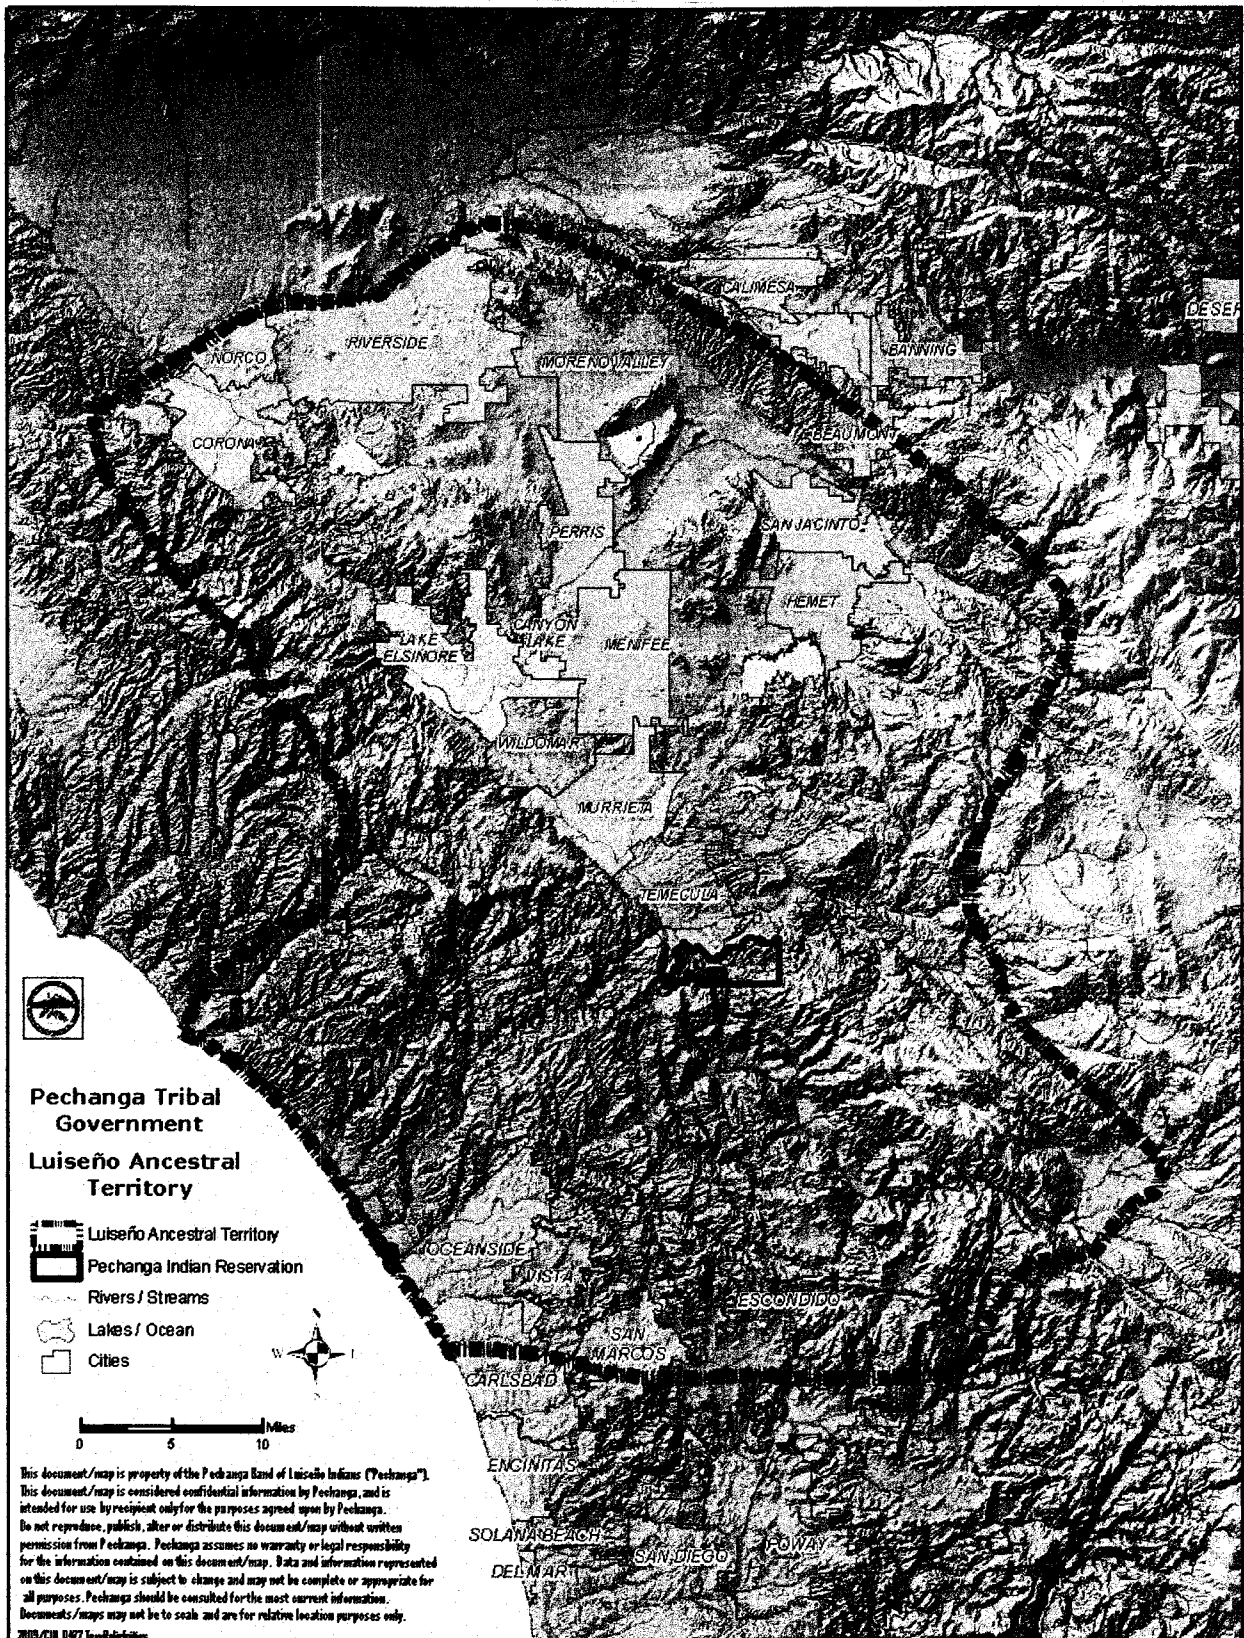 CALIMESA
DESER
RIVERSIDE
BANNING
NORCO
MORENO VALLEY
BEAUMONT
CORONA
PERRIS
SAN JACINTO
HEMET
CANYON
LAKE
LAKE
ELSINORE
MENIFEE
WILDOMAR
MURRIETA
TEMECULA
Pechanga Tribal
Government
Luiseño Ancestral
Territory
Luiseño Ancestral Territory
Pechanga Indian Reservation
Rivers / Streams
Lakes / Ocean
Cities
W
Miles
0 5 10
OCEANSIDE
VISTA
ESCONDIDO
SAN
MARCOS
CARLSBAD
ENCINITAS
SOLANA BEACH
SAN DIEGO
POWAY
DEL MAR
This document/map is property of the Pechanga Band of Luiseño Indians ("Pechanga").
This document/map is considered confidential information by Pechanga, and is
intended for use by recipient only for the purposes agreed upon by Pechanga.
Do not reproduce, publish, alter or distribute this document/map without written
permission from Pechanga. Pechanga assumes no warranty or legal responsibility
for the information contained on this document/map. Data and information represented
on this document/map is subject to change and may not be complete or appropriate for
all purposes. Pechanga should be consulted for the most current information.
Documents/maps may not be to scale and are for relative location purposes only.